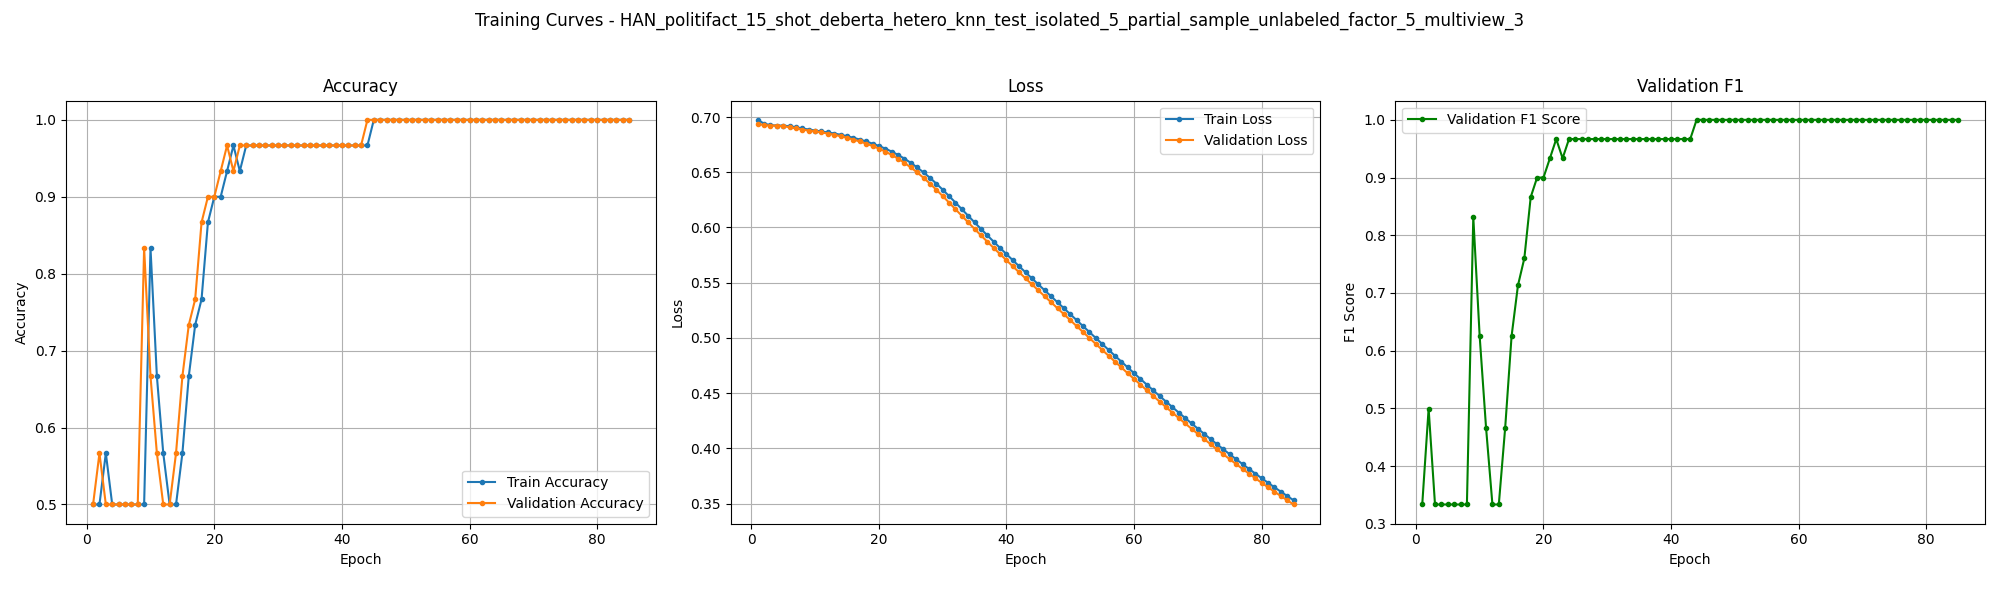 Training Curves - HAN_politifact_15_shot_deberta_hetero_knn_test_isolated_5_partial_sample_unlabeled_factor_5_multiview_3
Accuracy
1.0
0.9
0.8
0.7
0.6
0.5
Accuracy
Train Accuracy
Validation Accuracy
0 20 40 60 80
Epoch
Loss
0.70
0.65
0.60
0.55
0.50
0.45
0.40
0.35
Loss
Train Loss
Validation Loss
0 20 40 60 80
Epoch
Validation F1
1.0
0.9
0.8
0.7
0.6
0.5
0.4
0.3
F1 Score
Validation F1 Score
0 20 40 60 80
Epoch